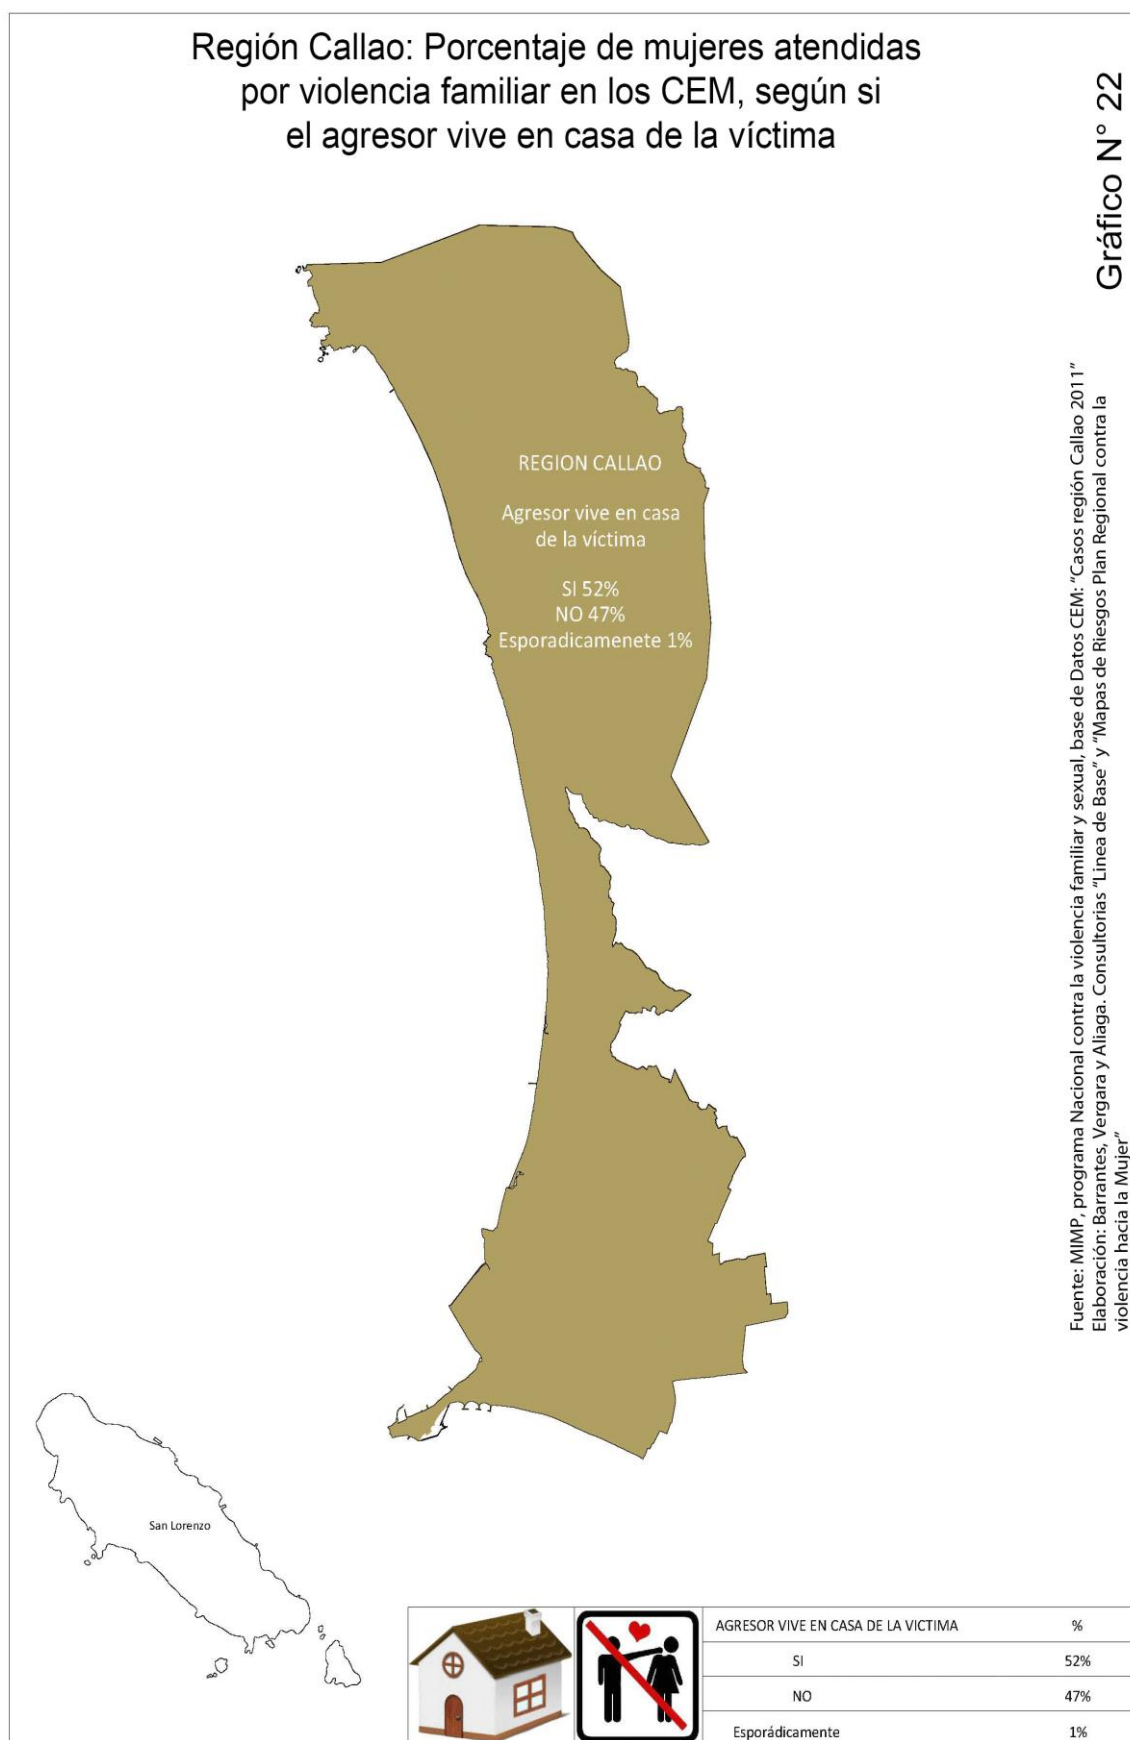 Región Callao: Porcentaje de mujeres atendidas
por violencia familiar en los CEM, según si
el agresor vive en casa de la víctima
Gráfico N° 22
REGION CALLAO
Agresor vive en casa
de la víctima
SI 52%
NO 47%
Esporadicamenete 1%
Fuente: MIMP, programa Nacional contra la violencia familiar y sexual, base de Datos CEM: “Casos región Callao 2011”
Elaboración: Barrantes, Vergara y Aliaga. Consultorias “Linea de Base” y “Mapas de Riesgos Plan Regional contra la
violencia hacia la Mujer”
San Lorenzo
AGRESOR VIVE EN CASA DE LA VICTIMA %
SI 52%
NO 47%
Esporádicamente 1%